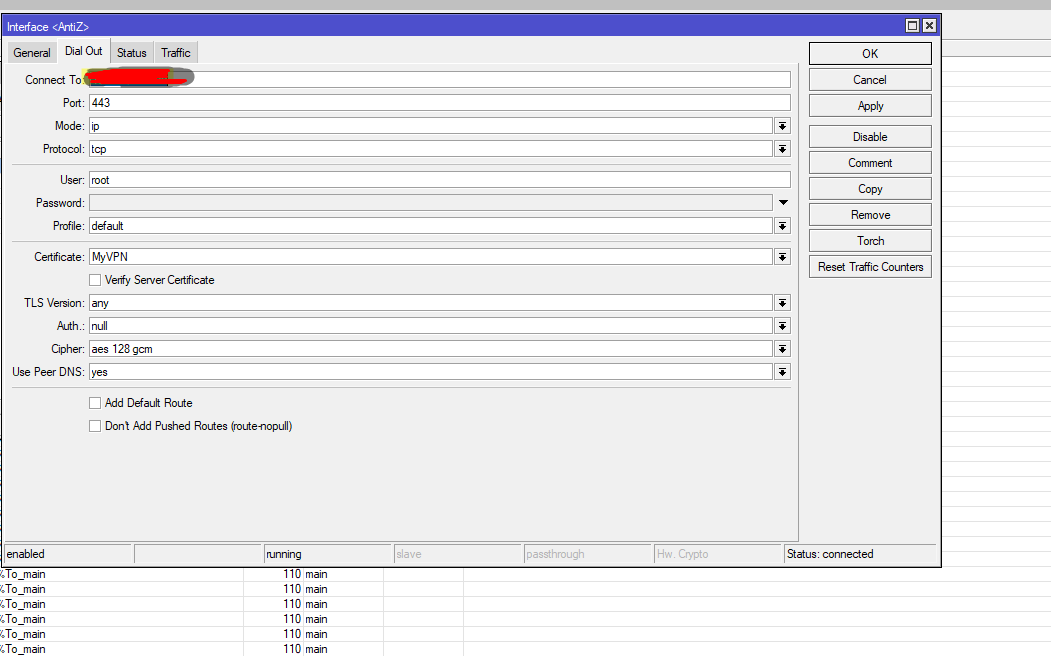 Interface <AntiZ>
General Dial Out Status Traffic
Connect To:
Port: 443
Mode: ip
Protocol: tcp
User: root
Password:
Profile: default
Certificate: MyVPN
Verify Server Certificate
TLS Version: any
Auth.: null
Cipher: aes 128 gcm
Use Peer DNS: yes
Add Default Route
Don't Add Pushed Routes (route-nopull)
OK
Cancel
Apply
Disable
Comment
Copy
Remove
Torch
Reset Traffic Counters
enabled running slave passthrough Hw. Crypto Status: connected
%To_main 110 main
%To_main 110 main
%To_main 110 main
%To_main 110 main
%To_main 110 main
%To_main 110 main